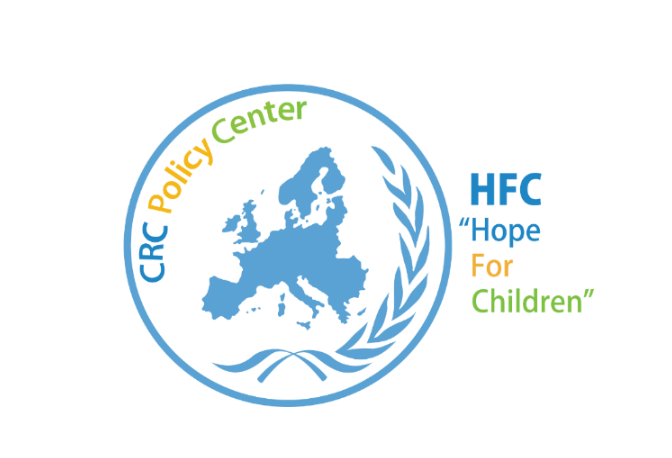 CRC Policy Center
HFC
“Hope
For
Children”